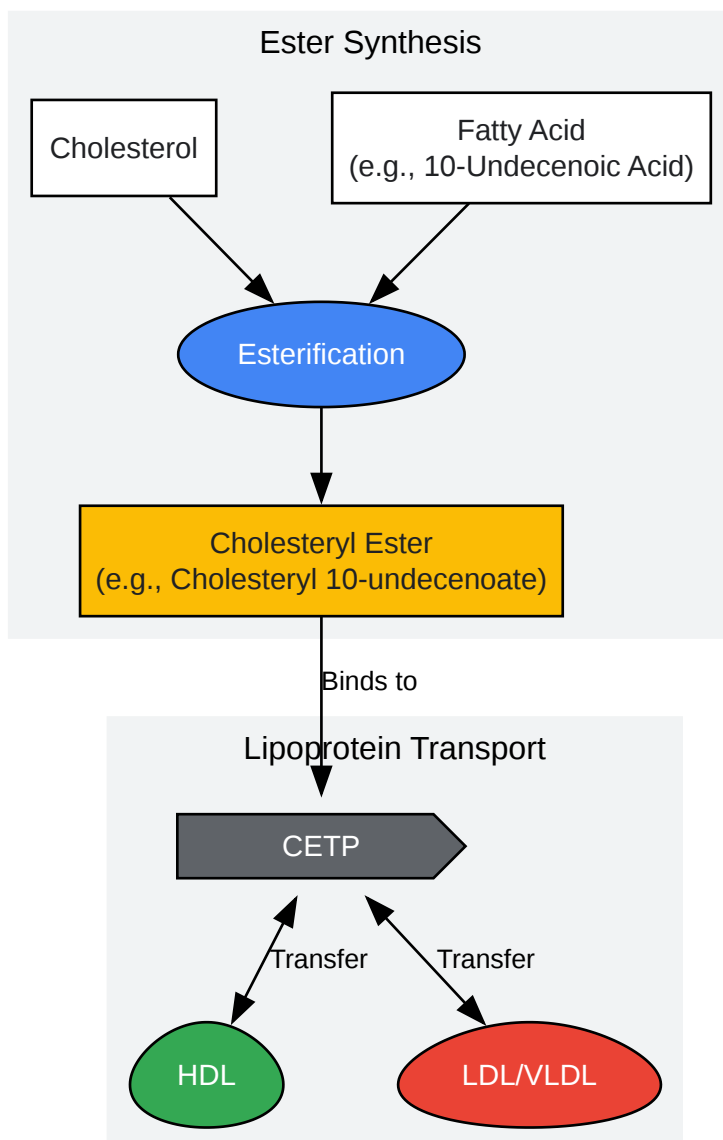 Ester Synthesis
Cholesterol
Fatty Acid
(e.g., 10-Undecenoic Acid)
Esterification
Cholesteryl Ester
(e.g., Cholesteryl 10-undecenoate)
Binds to
Lipoprotein Transport
CETP
Transfer
Transfer
HDL
LDL/VLDL